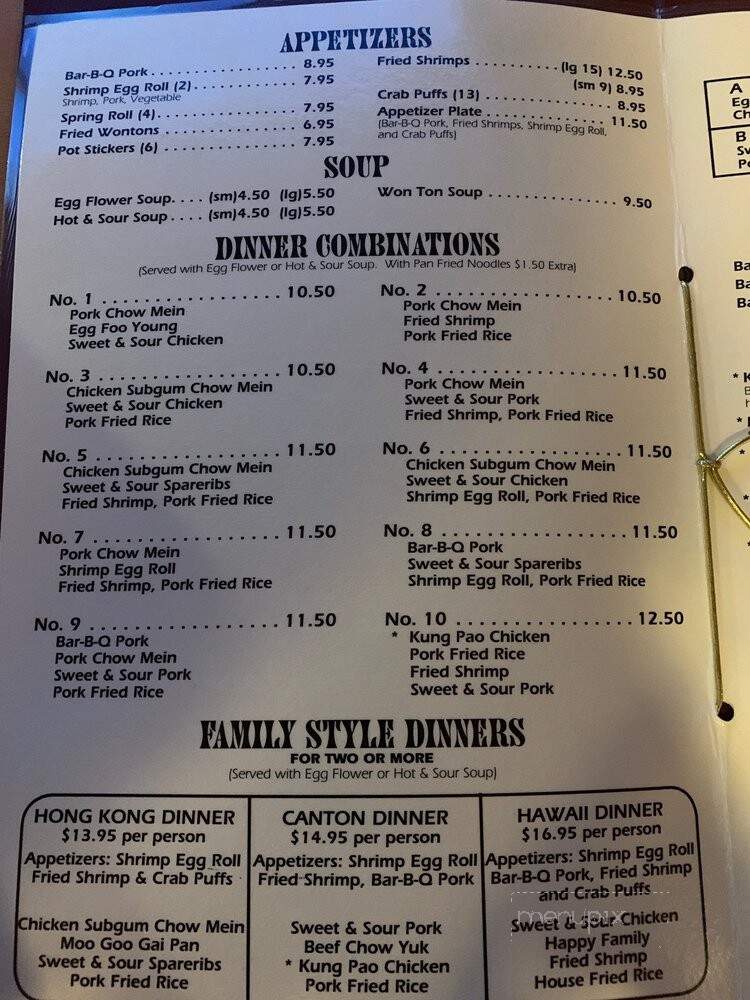 APPETIZERS
Bar-B-Q Pork . . . . . . . . . . . . . . . . . 8.95
Shrimp Egg Roll (2). . . . . . . . . . . . . 7.95
Shrimp, Pork, Vegetable
Spring Roll (4). . . . . . . . . . . . . . . . . 7.95
Fried Wontons . . . . . . . . . . . . . . . . 6.95
Pot Stickers (6) . . . . . . . . . . . . . . . . 7.95
Fried Shrimps . . . . . . . . . . (lg 15) 12.50
(sm 9) 8.95
Crab Puffs (13) . . . . . . . . . . . . . . . . 8.95
Appetizer Plate . . . . . . . . . . . . . . . 11.50
(Bar-B-Q Pork, Fried Shrimps, Shrimp Egg Roll,
and Crab Puffs)
SOUP
Egg Flower Soup. . . . (sm)4.50 (lg)5.50
Hot & Sour Soup . . . . (sm)4.50 (lg)5.50
Won Ton Soup . . . . . . . . . . . . . . . 9.50
DINNER COMBINATIONS
(Served with Egg Flower or Hot & Sour Soup. With Pan Fried Noodles $1.50 Extra)
No. 1 . . . . . . . . . . . . . . . . . . 10.50
Pork Chow Mein
Egg Foo Young
Sweet & Sour Chicken
No. 2 . . . . . . . . . . . . . . . . . . 10.50
Pork Chow Mein
Fried Shrimp
Pork Fried Rice
No. 3 . . . . . . . . . . . . . . . . . . 10.50
Chicken Subgum Chow Mein
Sweet & Sour Chicken
Pork Fried Rice
No. 4 . . . . . . . . . . . . . . . . . . 11.50
Pork Chow Mein
Sweet & Sour Pork
Fried Shrimp, Pork Fried Rice
No. 5 . . . . . . . . . . . . . . . . . . 11.50
Chicken Subgum Chow Mein
Sweet & Sour Spareribs
Fried Shrimp, Pork Fried Rice
No. 6 . . . . . . . . . . . . . . . . . . 11.50
Chicken Subgum Chow Mein
Sweet & Sour Chicken
Shrimp Egg Roll, Pork Fried Rice
No. 7 . . . . . . . . . . . . . . . . . . 11.50
Pork Chow Mein
Shrimp Egg Roll
Fried Shrimp, Pork Fried Rice
No. 8 . . . . . . . . . . . . . . . . . . 11.50
Bar-B-Q Pork
Sweet & Sour Spareribs
Shrimp Egg Roll, Pork Fried Rice
No. 9 . . . . . . . . . . . . . . . . . . 11.50
Bar-B-Q Pork
Pork Chow Mein
Sweet & Sour Pork
Pork Fried Rice
No. 10 . . . . . . . . . . . . . . . . . 12.50
* Kung Pao Chicken
Pork Fried Rice
Fried Shrimp
Sweet & Sour Pork
FAMILY STYLE DINNERS
FOR TWO OR MORE
(Served with Egg Flower or Hot & Sour Soup)
HONG KONG DINNER
$13.95 per person
Appetizers: Shrimp Egg Roll
Fried Shrimp & Crab Puffs
Chicken Subgum Chow Mein
Moo Goo Gai Pan
Sweet & Sour Spareribs
Pork Fried Rice
CANTON DINNER
$14.95 per person
Appetizers: Shrimp Egg Roll
Fried Shrimp, Bar-B-Q Pork
Sweet & Sour Pork
Beef Chow Yuk
* Kung Pao Chicken
Pork Fried Rice
HAWAII DINNER
$16.95 per person
Appetizers: Shrimp Egg Roll
Bar-B-Q Pork, Fried Shrimp
and Crab Puffs
Sweet & Sour Chicken
Happy Family
Fried Shrimp
House Fried Rice
menupix
A
B